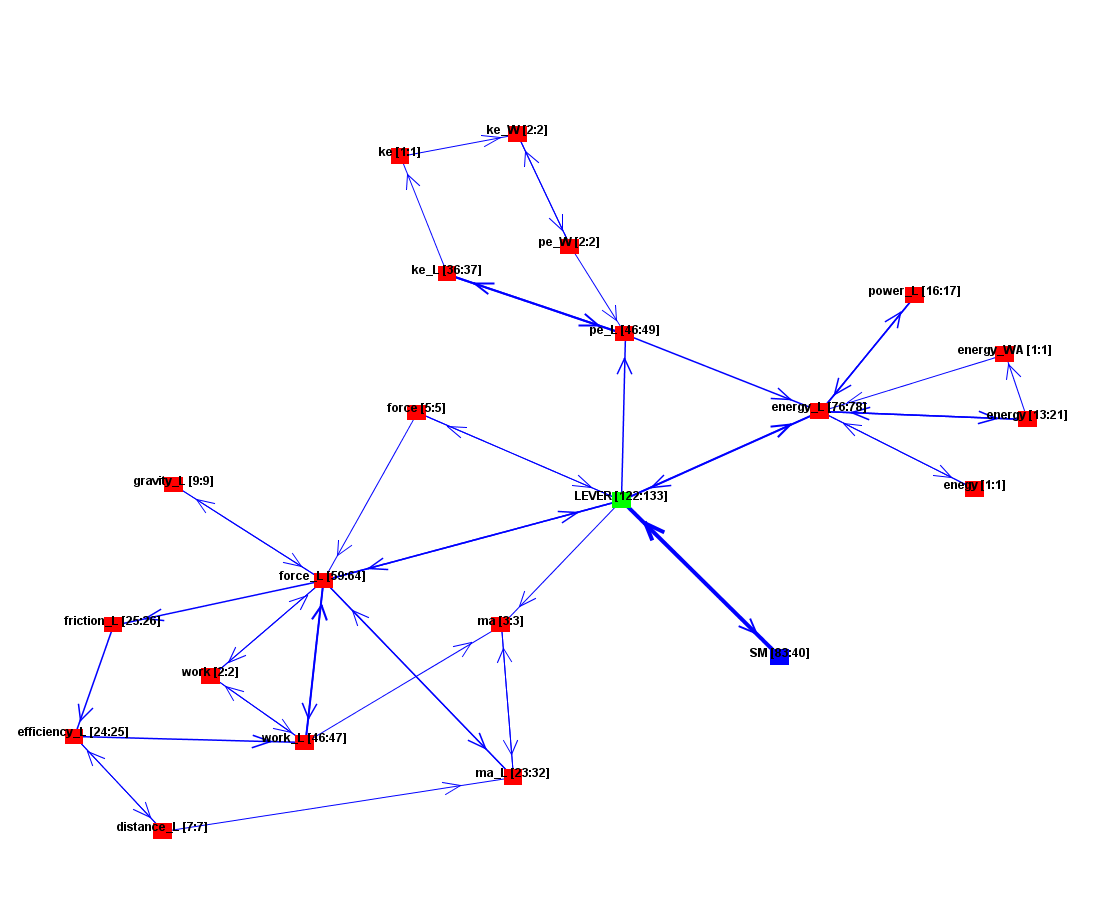 ke_W [2:2]
ke [1:1]
pe_W [2:2]
ke_L [36:37]
power_L [16:17]
pe_L [46:49]
energy_WA [1:1]
force [5:5]
energy_L [76:78]
energy [13:21]
gravity_L [9:9]
enegy [1:1]
LEVER [122:133]
force_L [59:64]
friction_L [25:26]
ma [3:3]
SM [83:40]
work [2:2]
efficiency_L [24:25]
work_L [46:47]
ma_L [23:32]
distance_L [7:7]